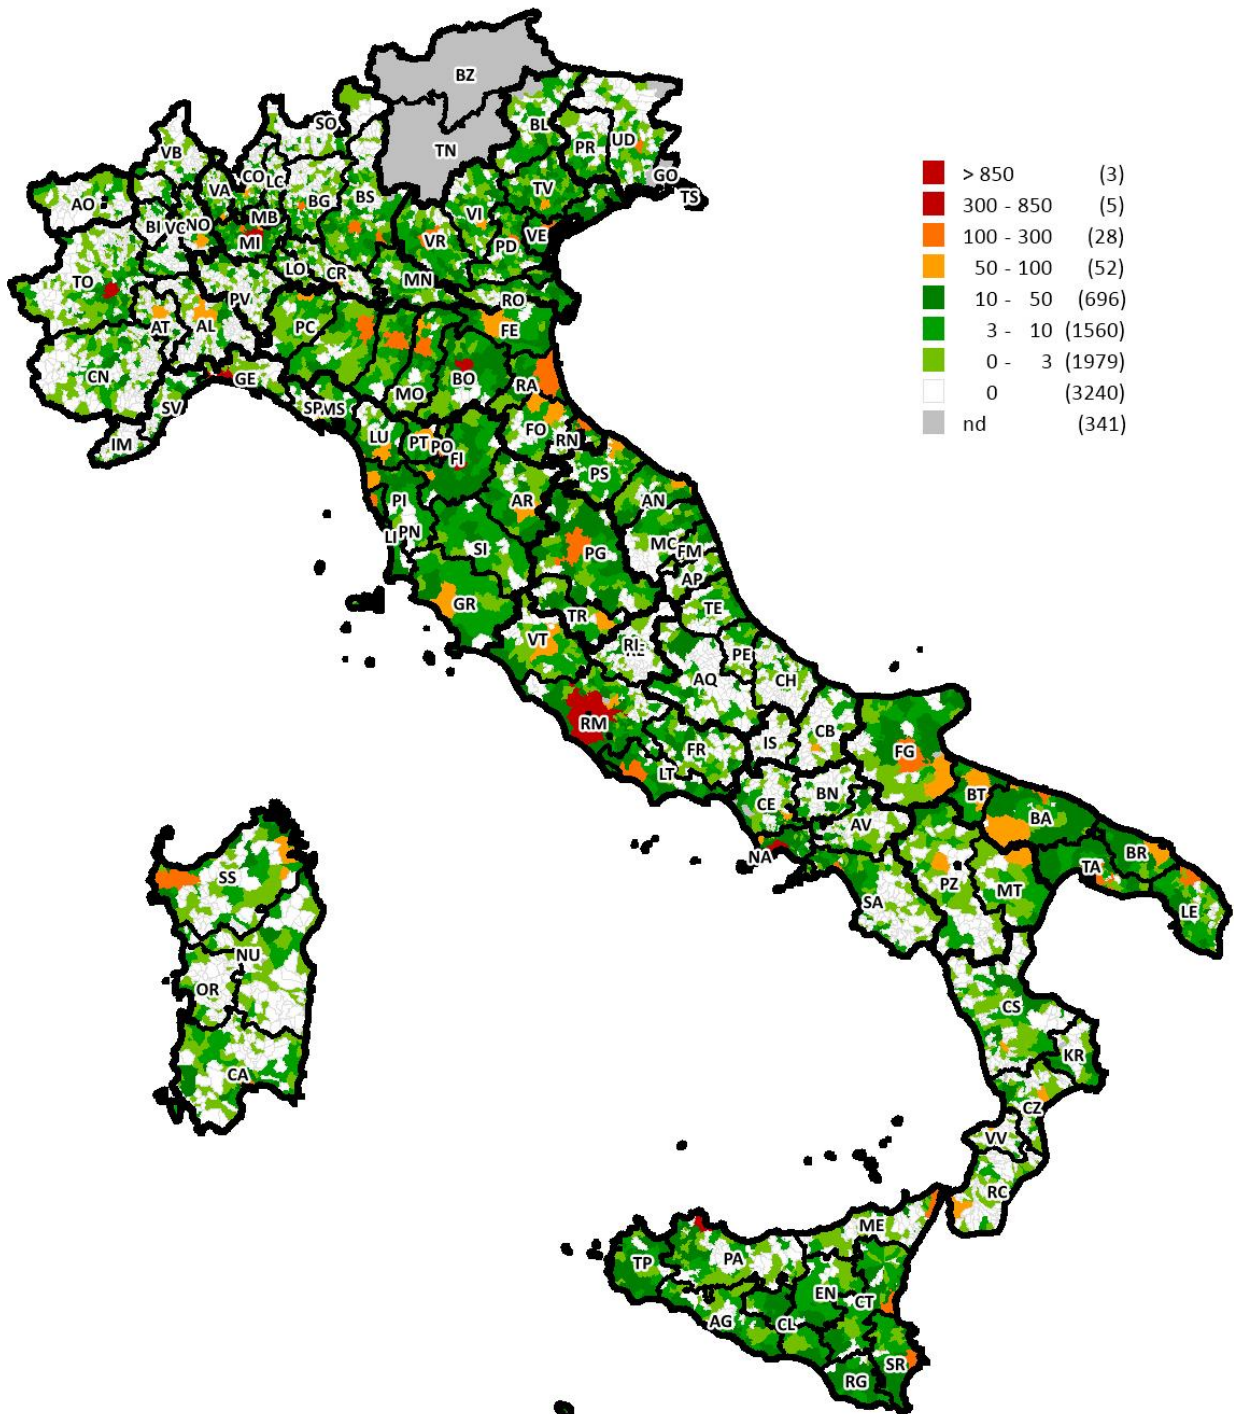 BZ
SO
BL
PR
UD
TN
VB
GO
> 850 (3)
CO
LC
VA
TV
TS
300 - 850 (5)
AO
BG
BS
VI
100 - 300 (28)
BI
VC
NO
MB
MI
VR
PD
VE
50 - 100 (52)
TO
LO
CR
MN
10 - 50 (696)
PV
RO
AT
AL
PC
FE
3 - 10 (1560)
CN
GE
BO
RA
0 - 3 (1979)
SV
SP
MS
MO
0 (3240)
IM
LU
PT
PO
FI
FO
RN
nd (341)
PS
PI
AR
AN
LI
PN
SI
PG
MC
FM
AP
GR
TR
TE
VT
RI
PE
AQ
CH
RM
CB
IS
FR
FG
LT
CE
BN
BT
AV
BA
NA
BR
TA
SS
PZ
MT
SA
LE
NU
OR
CS
CA
KR
CZ
VV
RC
ME
TP
PA
EN
CT
AG
CL
SR
RG